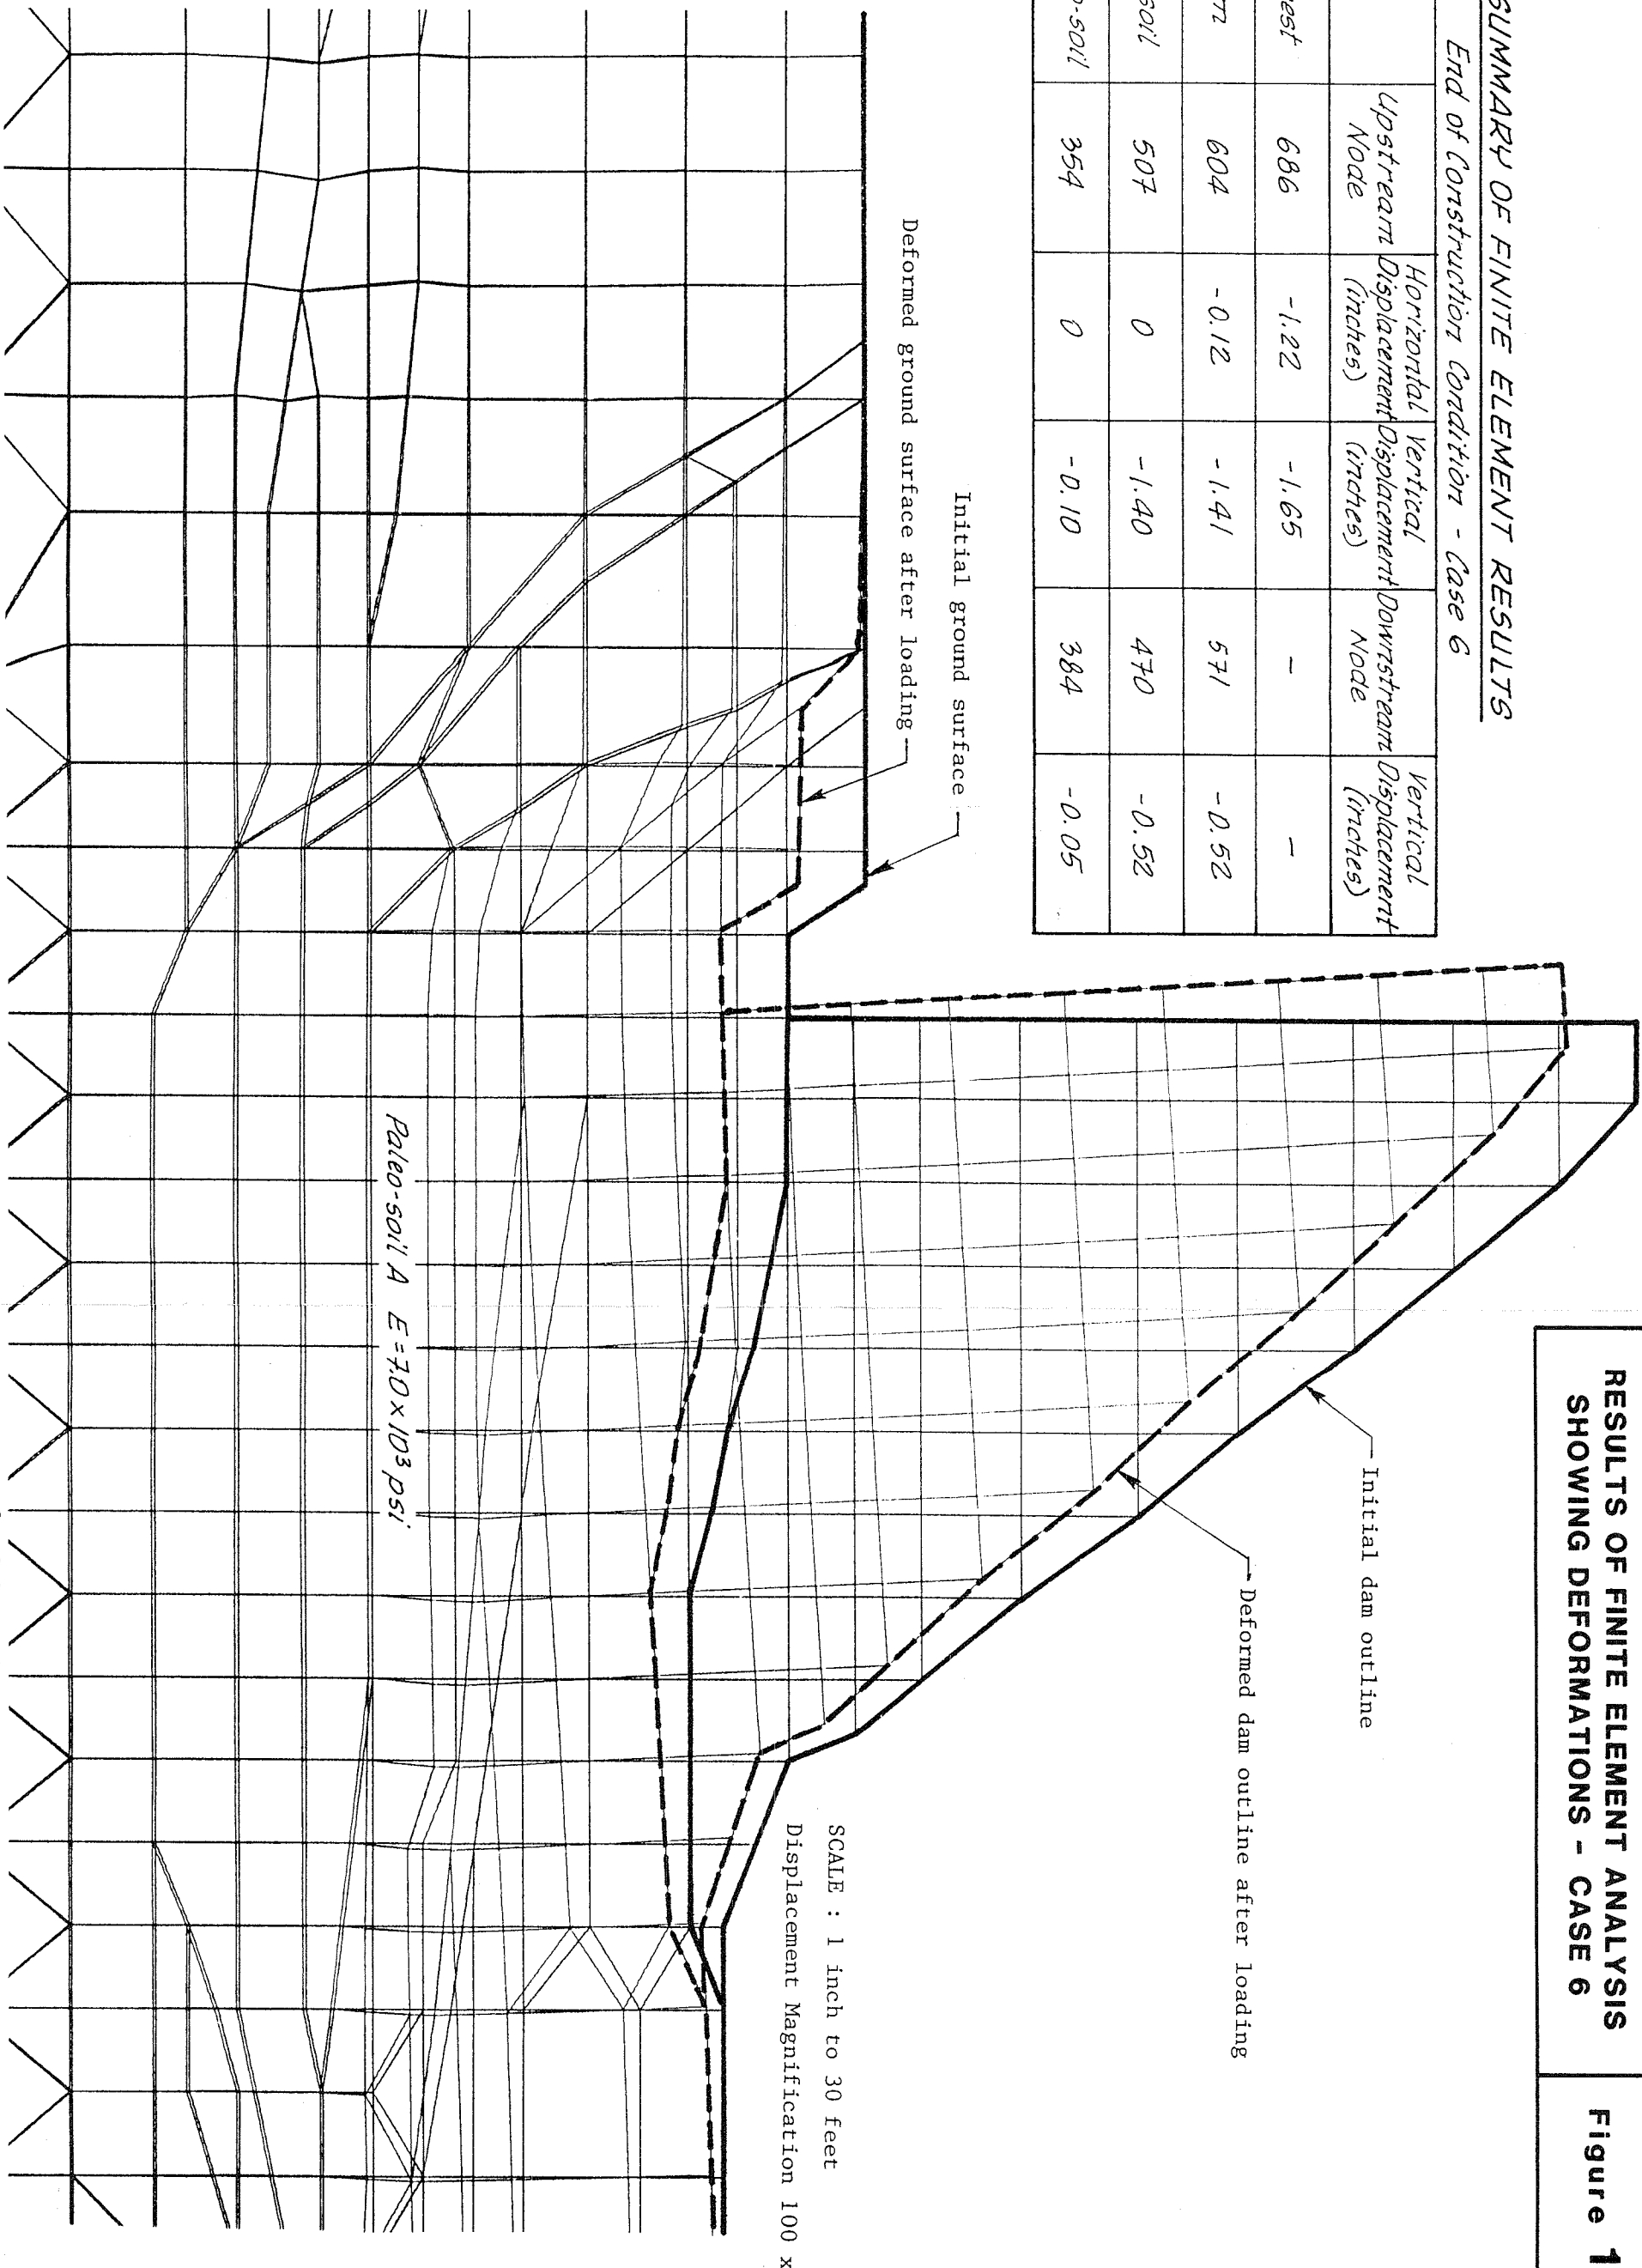 SUMMARY OF FINITE ELEMENT RESULTS
End of Construction Condition - Case 6
Upstream Node | Horizontal Displacement (inches) | Vertical Displacement (inches) | Downstream Node | Vertical Displacement (inches)
est | 686 | -1.22 | -1.65 | - | -
m | 604 | -0.12 | -1.41 | 571 | -0.52
soil | 507 | 0 | -1.40 | 470 | -0.52
o-soil | 354 | 0 | -0.10 | 384 | -0.05
Initial ground surface
Deformed ground surface after loading
RESULTS OF FINITE ELEMENT ANALYSIS
SHOWING DEFORMATIONS - CASE 6
Figure 1
Initial dam outline
Deformed dam outline after loading
SCALE : 1 inch to 30 feet
Displacement Magnification 100 x
Paleo-soil A E = 7.0 x 10³ psi